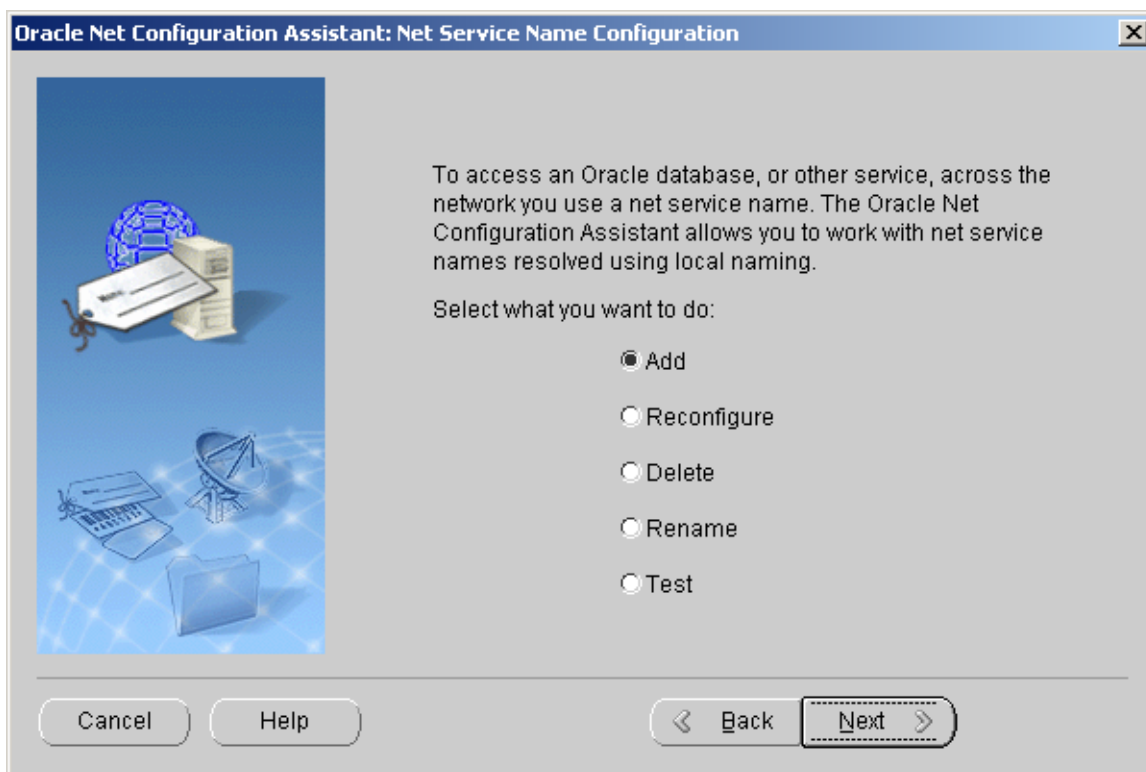 Oracle Net Configuration Assistant: Net Service Name Configuration
To access an Oracle database, or other service, across the
network you use a net service name. The Oracle Net
Configuration Assistant allows you to work with net service
names resolved using local naming.
Select what you want to do:
Add
Reconfigure
Delete
Rename
Test
Cancel
Help
Back
Next